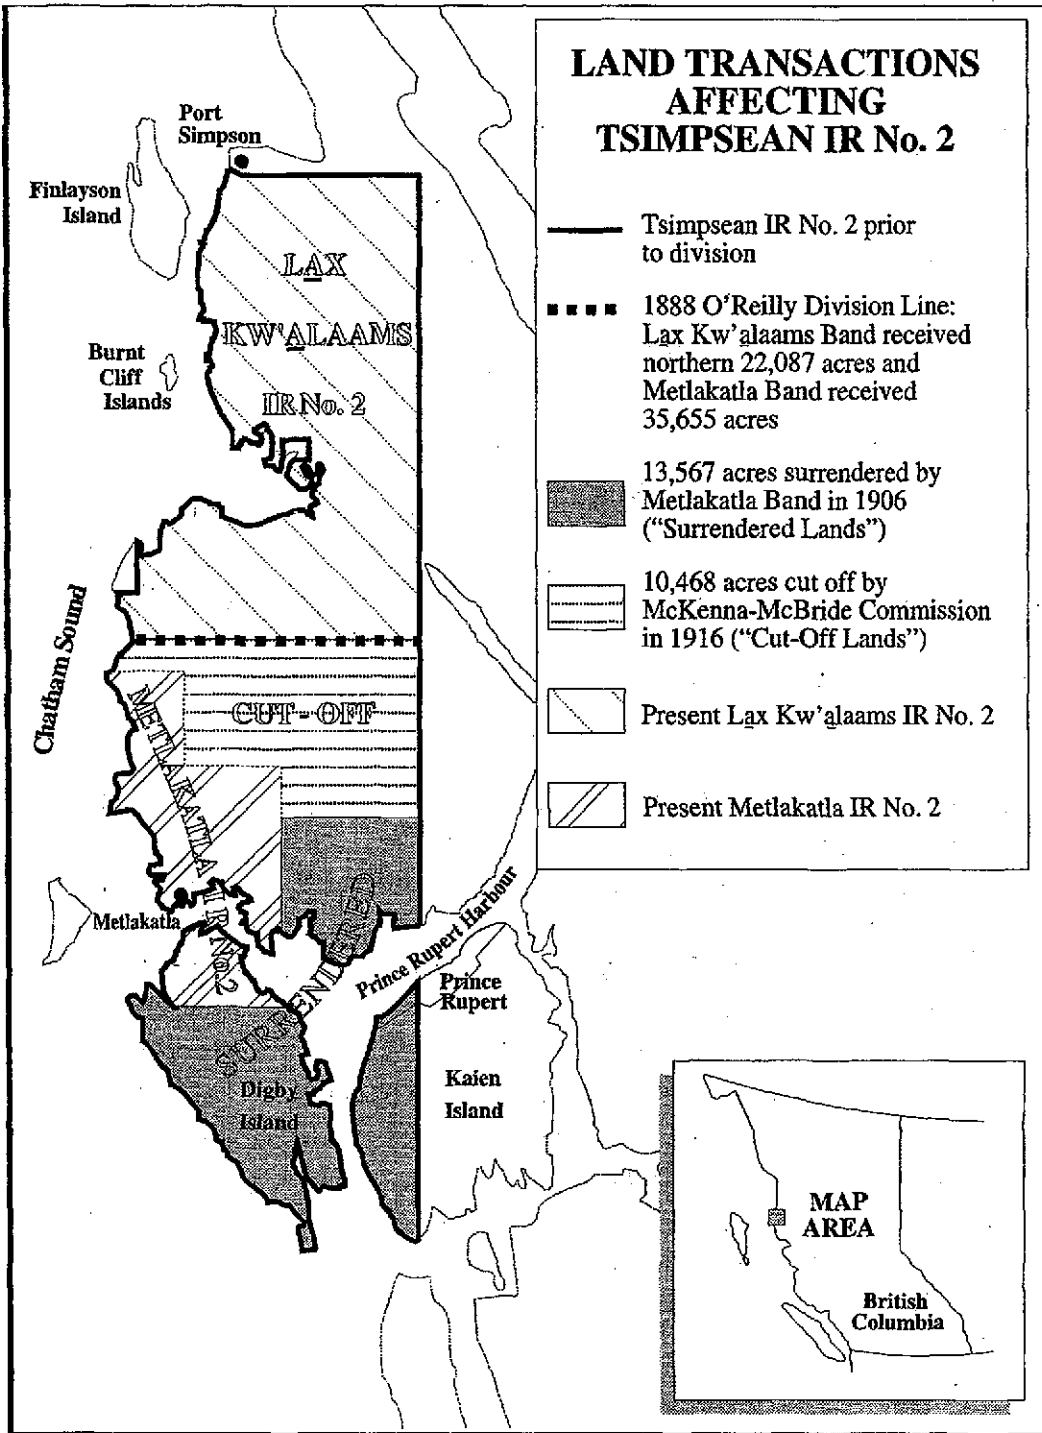 LAND TRANSACTIONS
AFFECTING
TSIMPSEAN IR No. 2
Tsimpsean IR No. 2 prior
to division
1888 O'Reilly Division Line:
Lax Kw'alaams Band received
northern 22,087 acres and
Metlakatla Band received
35,655 acres
13,567 acres surrendered by
Metlakatla Band in 1906
("Surrendered Lands")
10,468 acres cut off by
McKenna-McBride Commission
in 1916 ("Cut-Off Lands")
Present Lax Kw'alaams IR No. 2
Present Metlakatla IR No. 2
Port
Simpson
Finlayson
Island
LAX
KW'ALAAMS
IR No. 2
Burnt
Cliff
Islands
Chatham Sound
CUT - OFF
METLAKATLA IR No.2
Metlakatla
SURRENDERED
Prince Rupert Harbour
Prince
Rupert
Kaien
Island
Digby
Island
MAP
AREA
British
Columbia